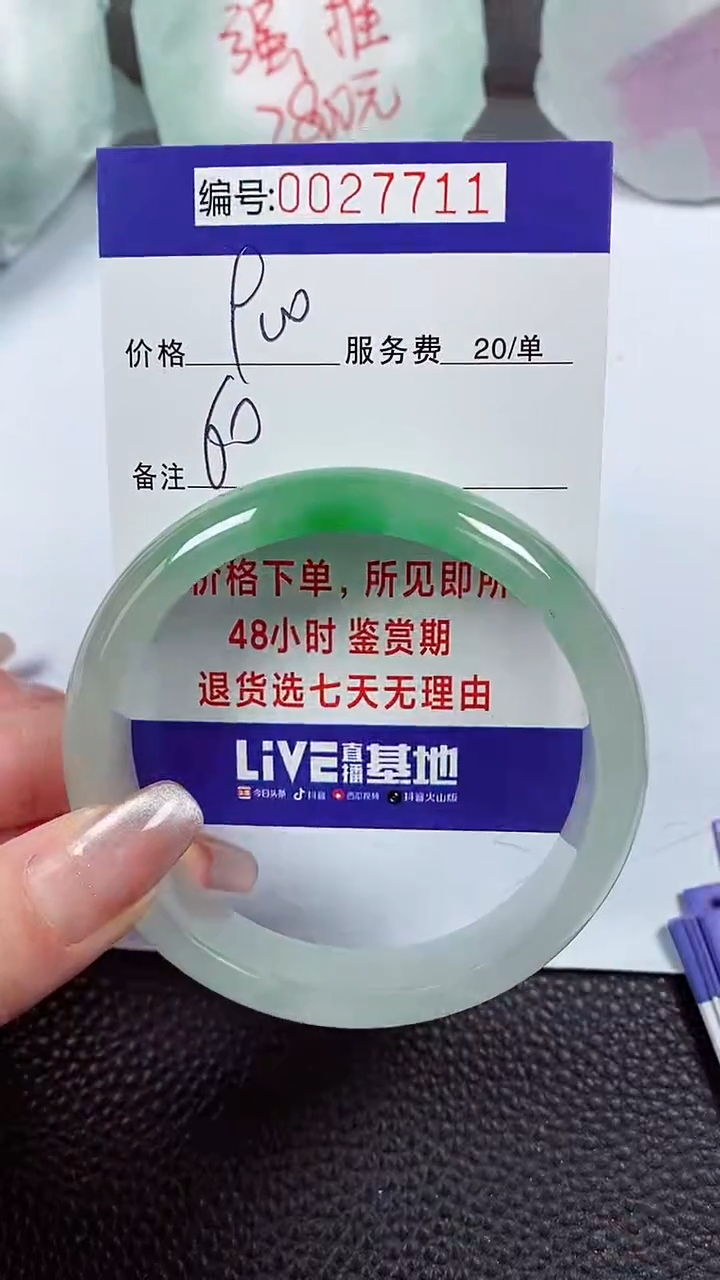 强推
编号:0027711
价格 服务费 20/单
备注
价格下单，所见即所
48小时 鉴赏期
退货选七天无理由
LiVE直播基地
今日头条 抖音 西瓜视频 抖音火山版